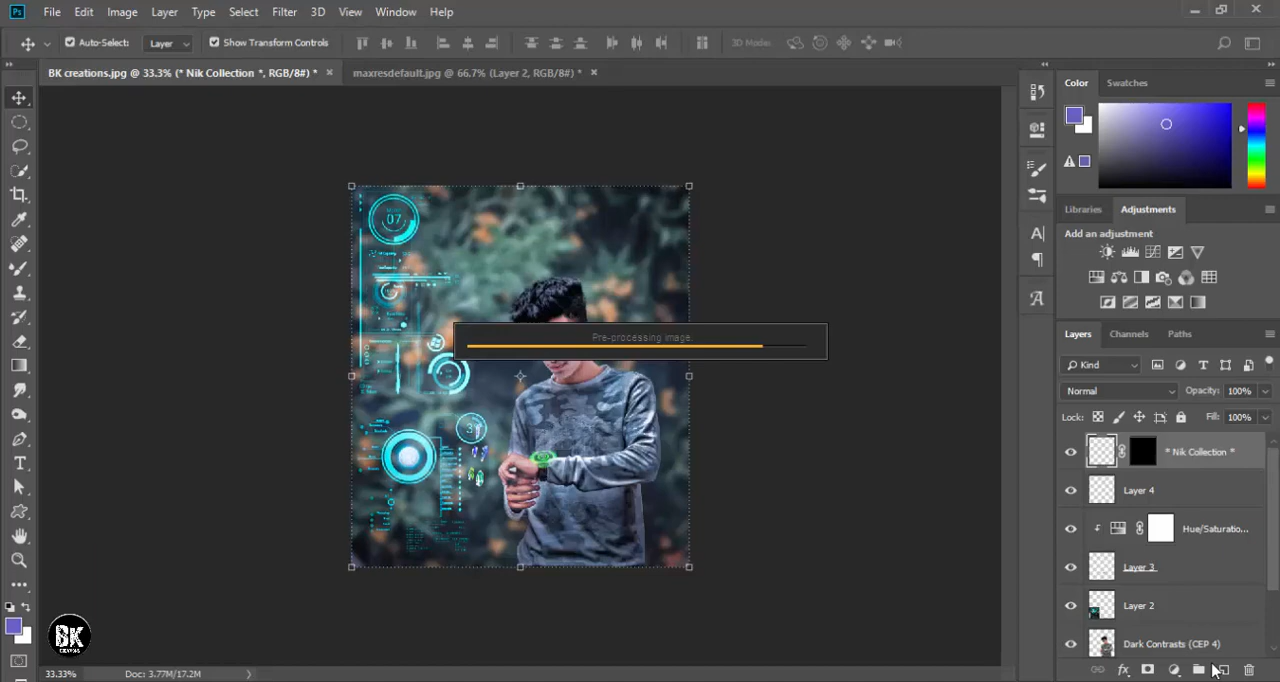 Ps File Edit Image Layer Type Select Filter 3D View Window Help
Auto-Select: Layer Show Transform Controls 3D Mode:
BK creations.jpg @ 33.3% (* Nik Collection *, RGB/8#) * × maxresdefault.jpg @ 66.7% (Layer 2, RGB/8#) * ×
Color Swatches
07
Pre-processing image.
3
Libraries Adjustments
Add an adjustment
Layers Channels Paths
Kind
Normal Opacity: 100%
Lock: Fill: 100%
* Nik Collection *
Layer 4
Hue/Saturatio...
Layer 3
Layer 2
Dark Contrasts (CEP 4)
fx
BK
33.33% Doc: 3.77M/17.2M